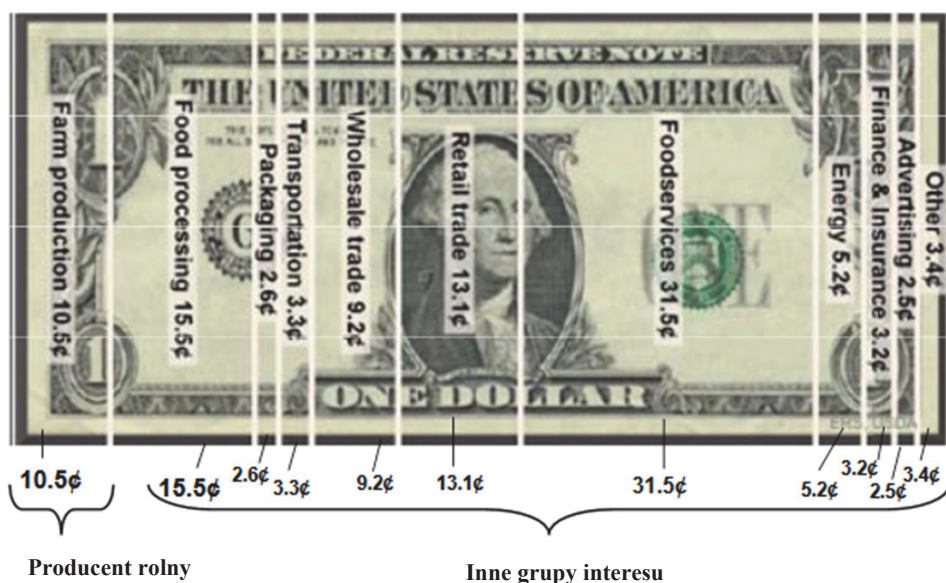 FEDERAL RESERVE NOTE
THE UNITED STATES OF AMERICA
Farm production 10.5¢
Food processing 15.5¢
Packaging 2.6¢
Transportation 3.3¢
Wholesale trade 9.2¢
Retail trade 13.1¢
Foodservices 31.5¢
Energy 5.2¢
Finance & Insurance 3.2¢
Advertising 2.5¢
Other 3.4¢
1
ONE DOLLAR
ERS, USDA
10.5¢
15.5¢
2.6¢
3.3¢
9.2¢
13.1¢
31.5¢
5.2¢
3.2¢
2.5¢
3.4¢
Producent rolny
Inne grupy interesu